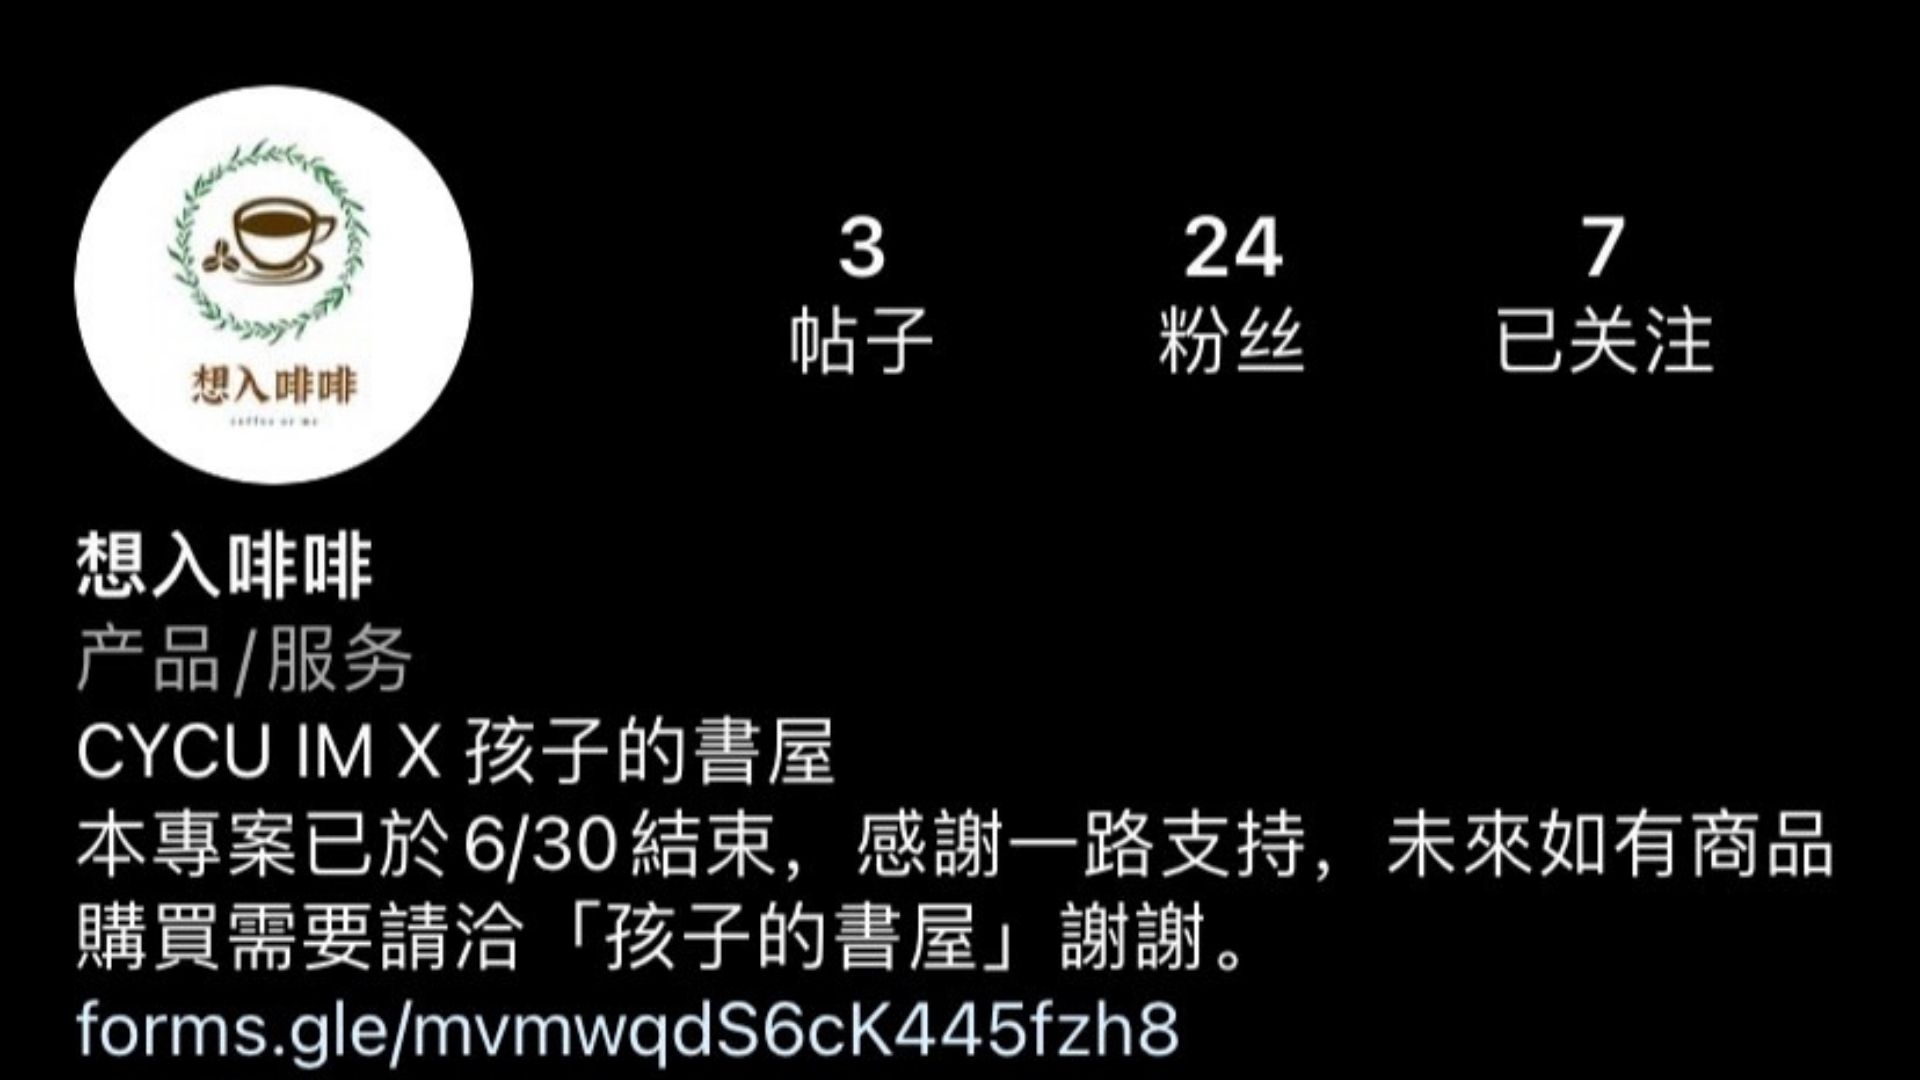 想入啡啡
coffee or me
3
帖子
24
粉丝
7
已关注
想入啡啡
产品/服务
CYCU IM X 孩子的書屋
本專案已於6/30結束，感謝一路支持，未來如有商品
購買需要請洽「孩子的書屋」謝謝。
forms.gle/mvmwqdS6cK445fzh8